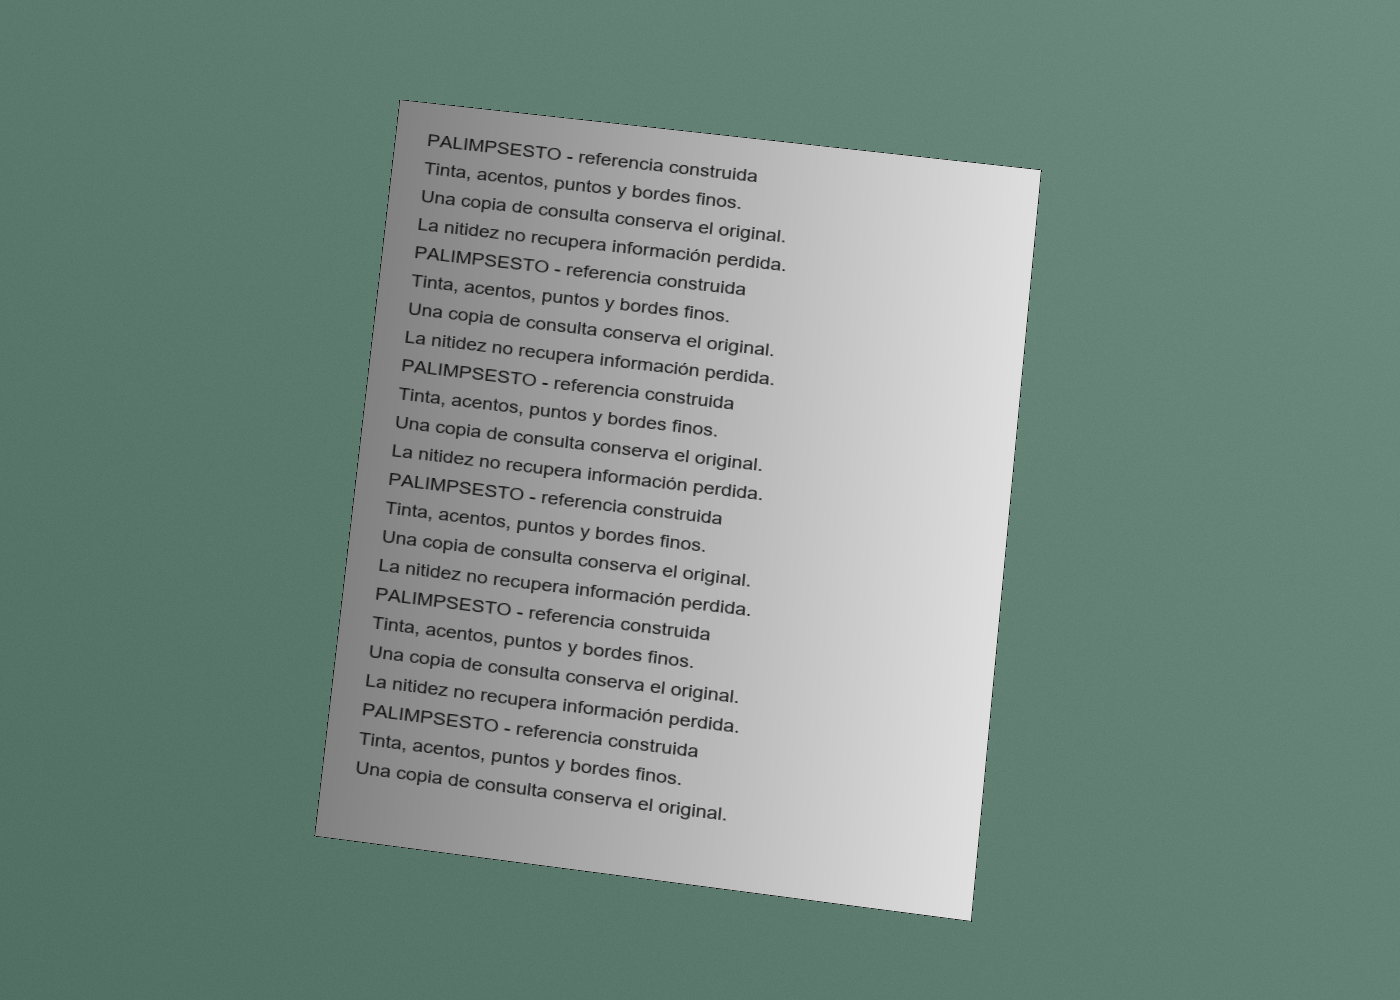 PALIMPSESTO - referencia construida
Tinta, acentos, puntos y bordes finos.
Una copia de consulta conserva el original.
La nitidez no recupera información perdida.
PALIMPSESTO - referencia construida
Tinta, acentos, puntos y bordes finos.
Una copia de consulta conserva el original.
La nitidez no recupera información perdida.
PALIMPSESTO - referencia construida
Tinta, acentos, puntos y bordes finos.
Una copia de consulta conserva el original.
La nitidez no recupera información perdida.
PALIMPSESTO - referencia construida
Tinta, acentos, puntos y bordes finos.
Una copia de consulta conserva el original.
La nitidez no recupera información perdida.
PALIMPSESTO - referencia construida
Tinta, acentos, puntos y bordes finos.
Una copia de consulta conserva el original.
La nitidez no recupera información perdida.
PALIMPSESTO - referencia construida
Tinta, acentos, puntos y bordes finos.
Una copia de consulta conserva el original.